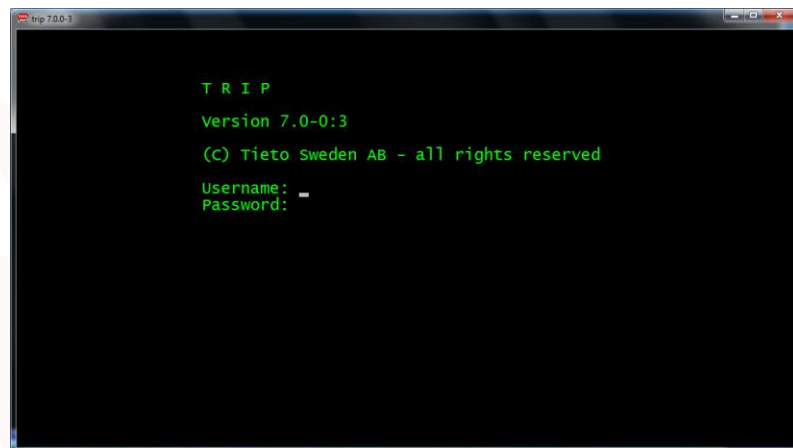 trip 7.0.0-3
T R I P
Version 7.0-0:3
(C) Tieto Sweden AB - all rights reserved
Username:
Password: